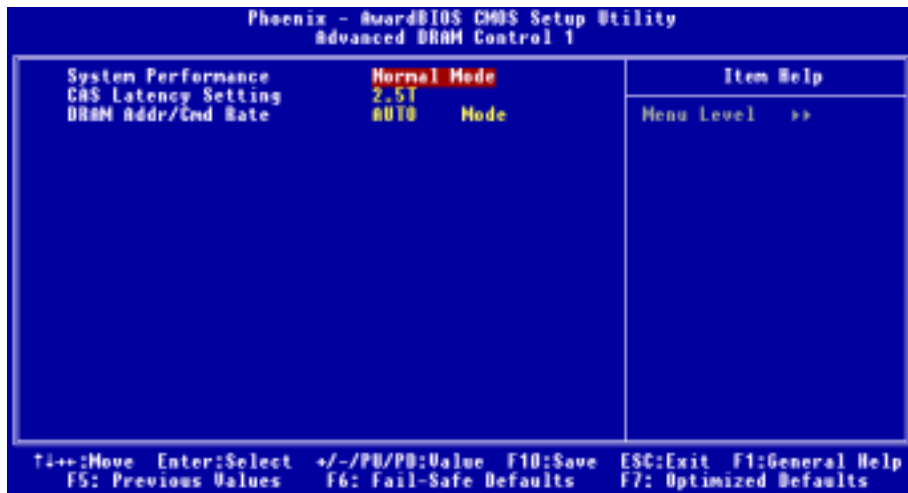 Phoenix - AwardBIOS CMOS Setup Utility
Advanced DRAM Control 1
System Performance Normal Mode
CAS Latency Setting 2.5T
DRAM Addr/Cmd Rate AUTO Mode
Item Help
Menu Level ▸▸
↑↓→←:Move Enter:Select +/-/PU/PD:Value F10:Save ESC:Exit F1:General Help
F5: Previous Values F6: Fail-Safe Defaults F7: Optimized Defaults